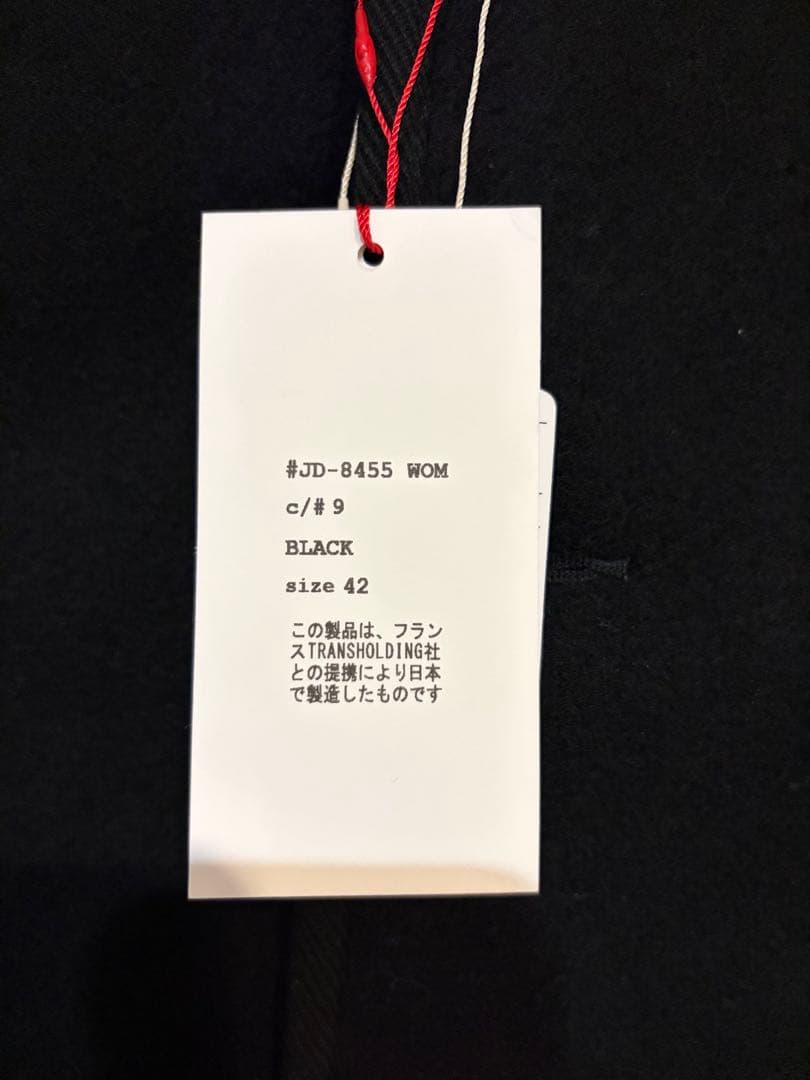 #JD-8455 WOM
c/# 9
BLACK
size 42
この製品は、フラン
スTRANSHOLDING社
との提携により日本
で製造したものです